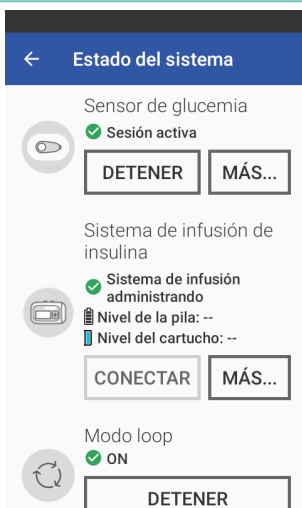 Estado del sistema
Sensor de glucemia
Sesión activa
DETENER MÁS...
Sistema de infusión de
insulina
Sistema de infusión
administrando
Nivel de la pila: --
Nivel del cartucho: --
CONECTAR MÁS...
Modo loop
ON
DETENER